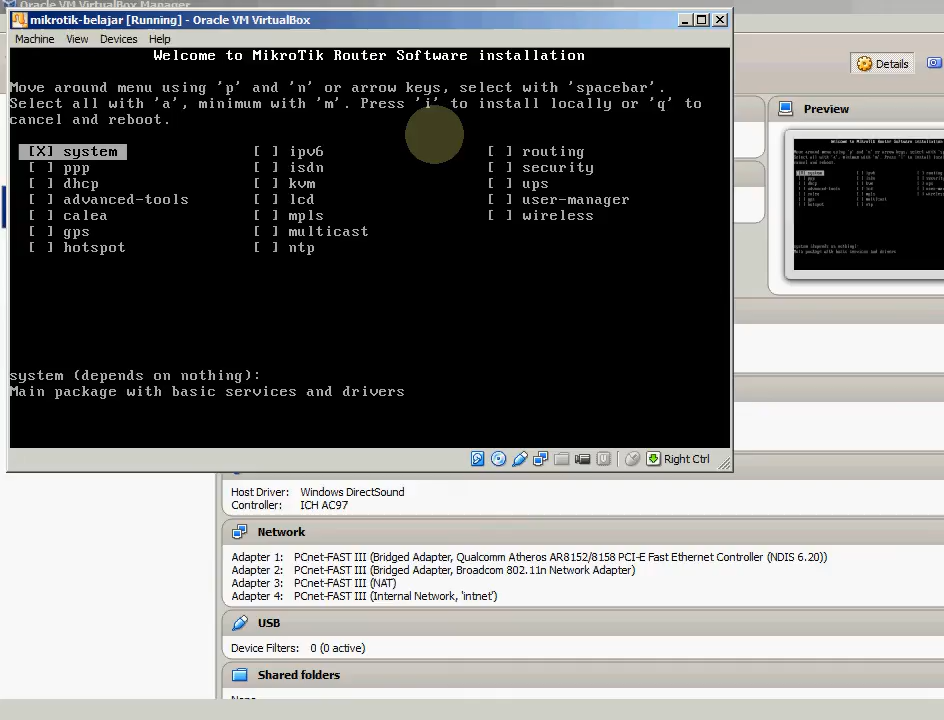 Oracle VM VirtualBox Manager
mikrotik-belajar [Running] - Oracle VM VirtualBox
Machine View Devices Help
Welcome to MikroTik Router Software installation
Move around menu using 'p' and 'n' or arrow keys, select with 'spacebar'.
Select all with 'a', minimum with 'm'. Press 'i' to install locally or 'q' to
cancel and reboot.
[X] system [ ] ipv6 [ ] routing
[ ] ppp [ ] isdn [ ] security
[ ] dhcp [ ] kvm [ ] ups
[ ] advanced-tools [ ] lcd [ ] user-manager
[ ] calea [ ] mpls [ ] wireless
[ ] gps [ ] multicast
[ ] hotspot [ ] ntp
system (depends on nothing):
Main package with basic services and drivers
Right Ctrl
Details
Preview
Host Driver: Windows DirectSound
Controller: ICH AC97
Network
Adapter 1: PCnet-FAST III (Bridged Adapter, Qualcomm Atheros AR8152/8158 PCI-E Fast Ethernet Controller (NDIS 6.20))
Adapter 2: PCnet-FAST III (Bridged Adapter, Broadcom 802.11n Network Adapter)
Adapter 3: PCnet-FAST III (NAT)
Adapter 4: PCnet-FAST III (Internal Network, 'intnet')
USB
Device Filters: 0 (0 active)
Shared folders